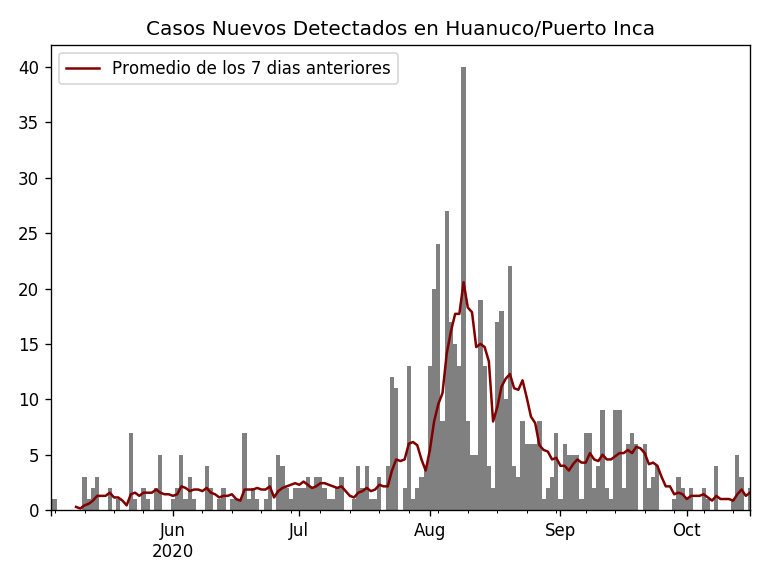 Casos Nuevos Detectados en Huanuco/Puerto Inca
Promedio de los 7 dias anteriores
40
35
30
25
20
15
10
5
0
Jun
2020
Jul
Aug
Sep
Oct